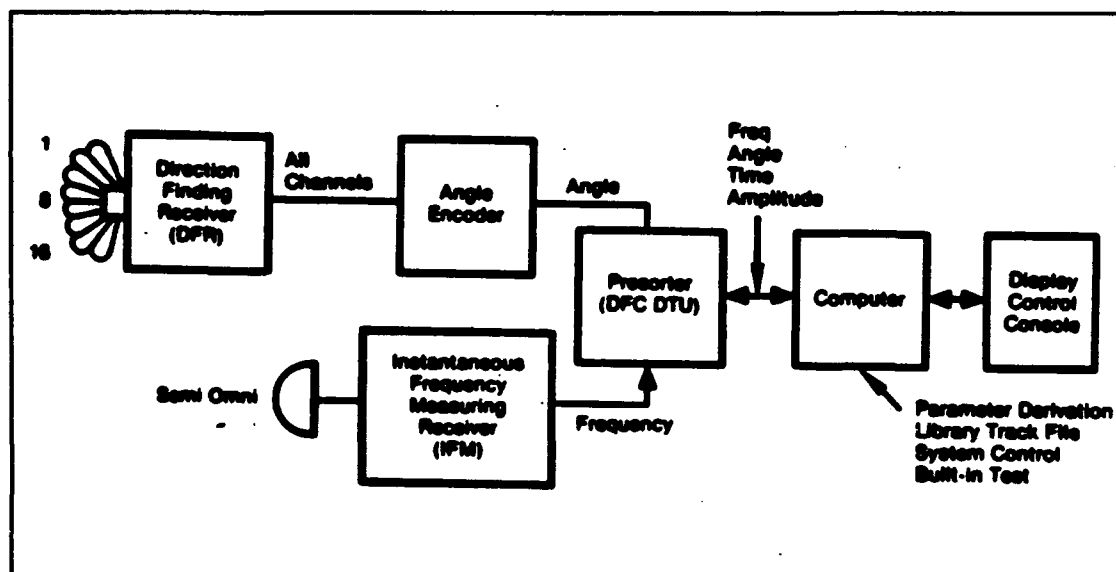 1
8
16
Direction
Finding
Receiver
(DFR)
All
Channels
Angle
Encoder
Angle
Freq
Angle
Time
Amplitude
Presorter
(DFC DTU)
Computer
Display
Control
Console
Semi Omni
Instantaneous
Frequency
Measuring
Receiver
(IFM)
Frequency
Parameter Derivation
Library Track File
System Control
Built-in Test